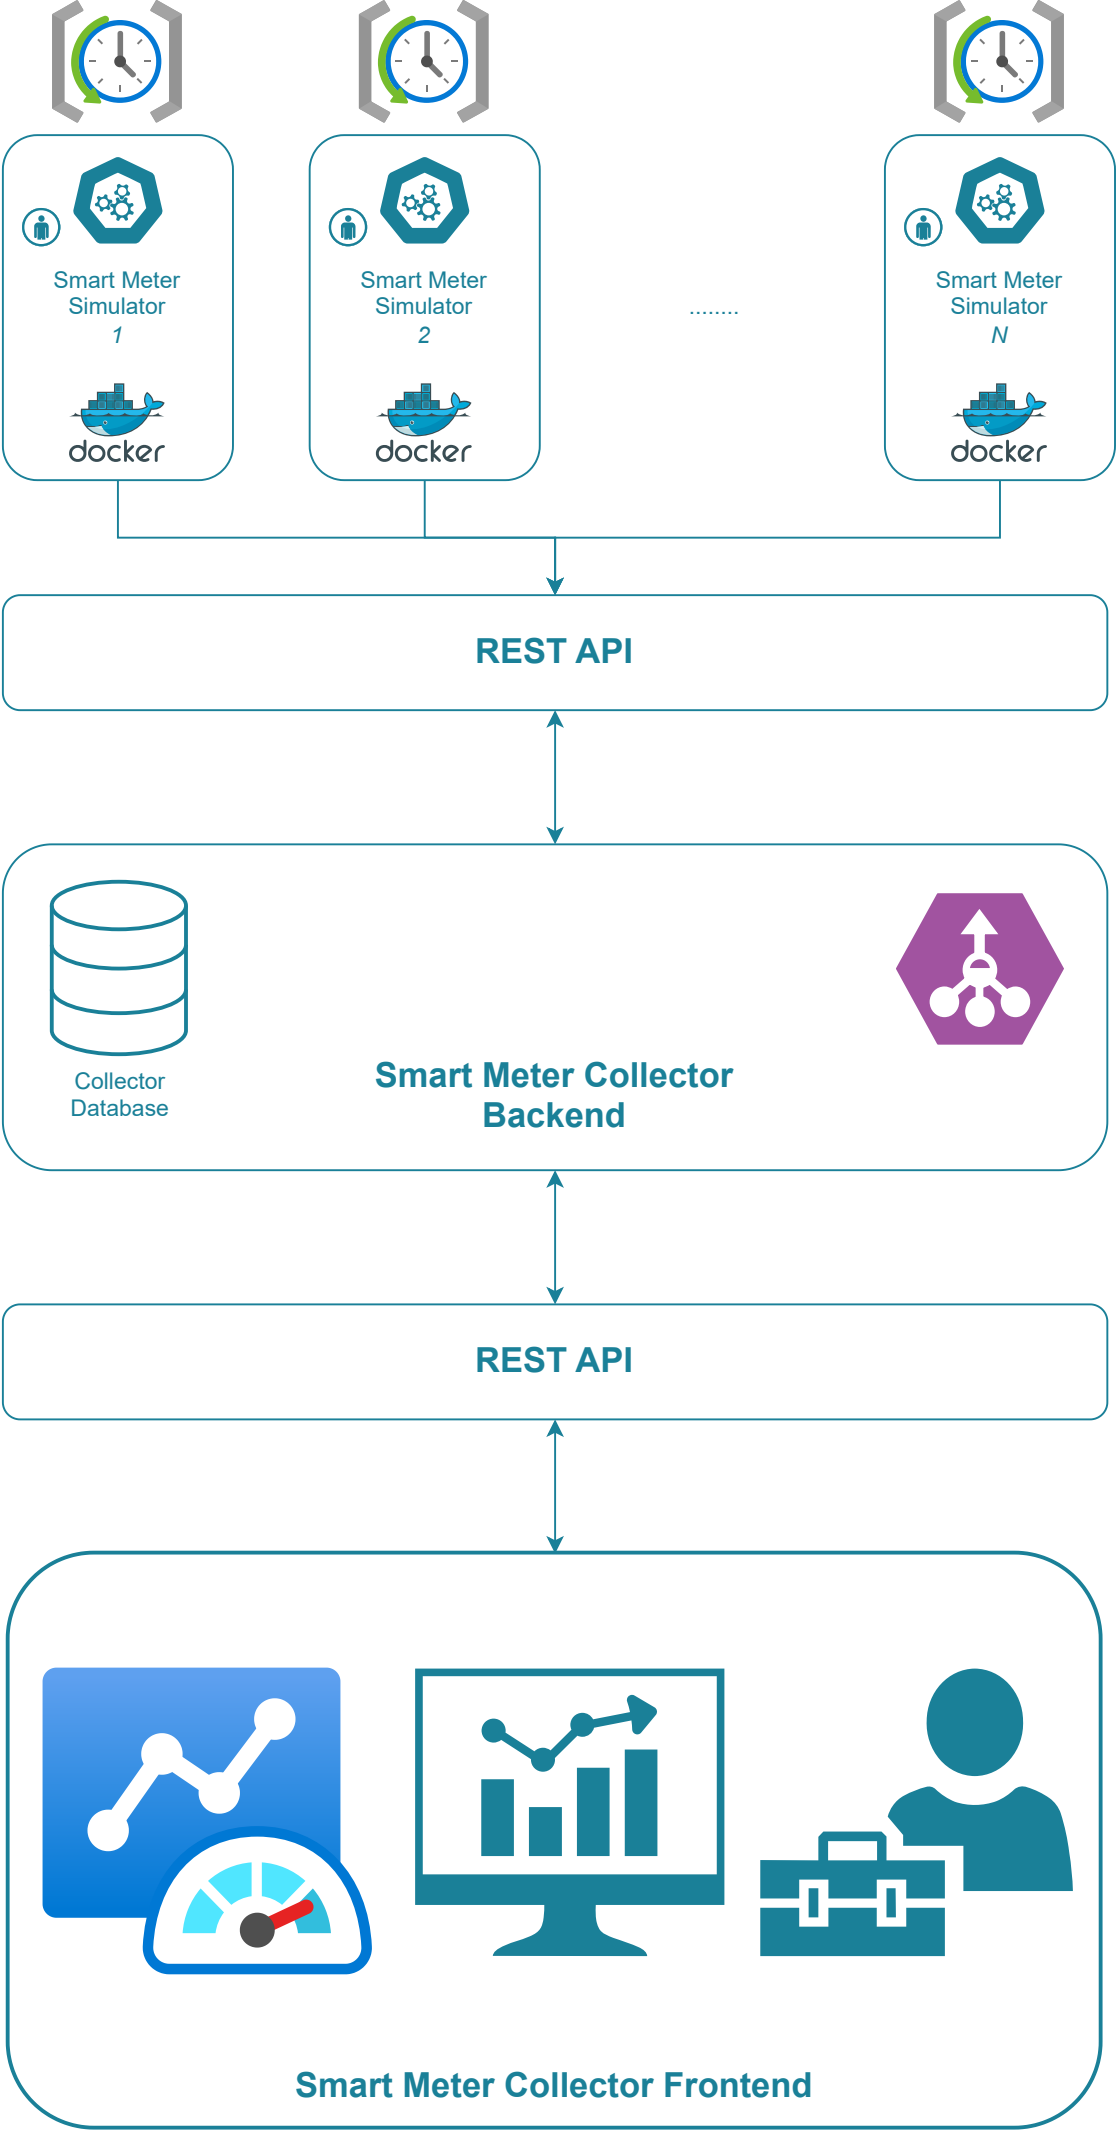 Smart Meter
Simulator
1
docker
Smart Meter
Simulator
2
docker
........
Smart Meter
Simulator
N
docker
REST API
Collector
Database
Smart Meter Collector
Backend
REST API
Smart Meter Collector Frontend